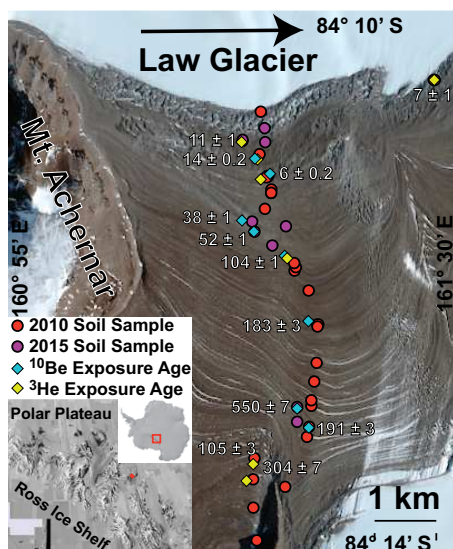 84° 10' S
Law Glacier
7 ± 1
Mt. Achernar
11 ± 1
14 ± 0.2
6 ± 0.2
38 ± 1
52 ± 1
104 ± 1
160° 55' E
161° 30' E
183 ± 3
2010 Soil Sample
2015 Soil Sample
¹⁰Be Exposure Age
³He Exposure Age
550 ± 7
191 ± 3
105 ± 3
304 ± 7
Polar Plateau
Ross Ice Shelf
1 km
84ᵈ 14' S